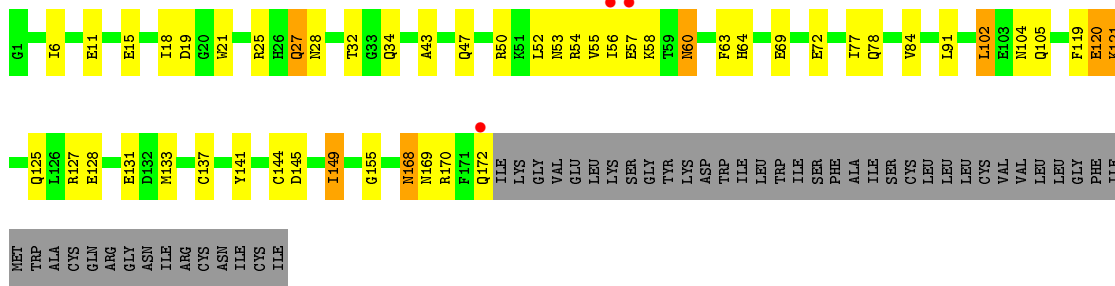 G1 I6 E11 E15 I18 D19 G20 W21 R25 H26 Q27 N28 T32 G33 Q34 A43 Q47 R50 K51 L52 N53 R54 V55 I56 E57 K58 T59 N60 F63 H64 E69 E72 I77 Q78 V84 L91 L102 E103 N104 Q105 F119 E120 K121
Q125 L126 R127 E128 E131 D132 M133 C137 Y141 C144 D145 I149 G155 N168 N169 R170 F171 Q172 ILE LYS GLY VAL GLU LEU LYS SER GLY TYR LYS ASP TRP ILE LEU TRP ILE SER PHE ALA ILE SER CYS LEU LEU LEU CYS VAL VAL LEU LEU GLY PHE ILE
MET TRP ALA CYS GLN ARG GLY ASN ILE ARG CYS ASN ILE CYS ILE